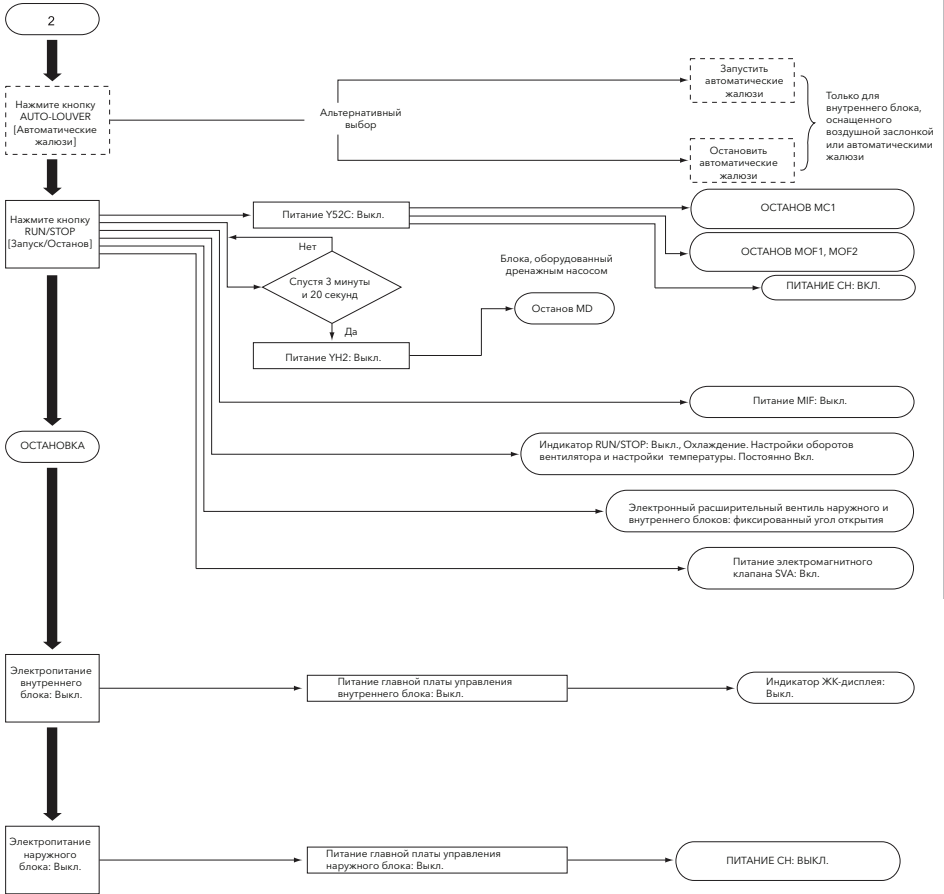 2
Нажмите кнопку
AUTO-LOUVER
[Автоматические
жалюзи]
Альтернативный
выбор
Запустить
автоматические
жалюзи
Остановить
автоматические
жалюзи
Только для
внутреннего блока,
оснащенного
воздушной заслонкой
или автоматическими
жалюзи
Нажмите кнопку
RUN/STOP
[Запуск/Останов]
Питание Y52C: Выкл.
ОСТАНОВ MC1
ОСТАНОВ MOF1, MOF2
ПИТАНИЕ CH: ВКЛ.
Нет
Спустя 3 минуты
и 20 секунд
Да
Питание YH2: Выкл.
Блока, оборудованный
дренажным насосом
Останов MD
Питание MIF: Выкл.
ОСТАНОВКА
Индикатор RUN/STOP: Выкл., Охлаждение. Настройки оборотов
вентилятора и настройки температуры. Постоянно Вкл.
Электронный расширительный вентиль наружного и
внутреннего блоков: фиксированный угол открытия
Питание электромагнитного
клапана SVA: Вкл.
Электропитание
внутреннего
блока: Выкл.
Питание главной платы управления
внутреннего блока: Выкл.
Индикатор ЖК-дисплея:
Выкл.
Электропитание
наружного
блока: Выкл.
Питание главной платы управления
наружного блока: Выкл.
ПИТАНИЕ CH: ВЫКЛ.